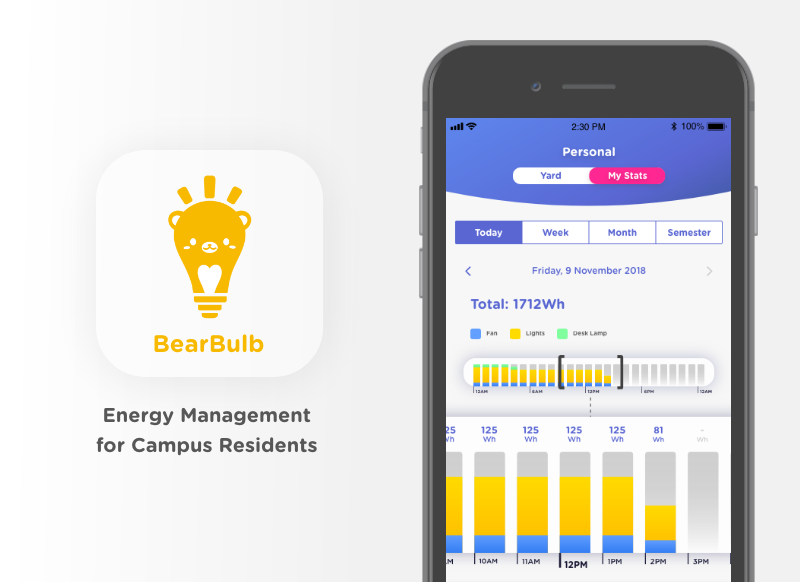 BearBulb
Energy Management
for Campus Residents
2:30 PM
100%
Personal
Yard My Stats
Today Week Month Semester
Friday, 9 November 2018
Total: 1712Wh
Fan Lights Desk Lamp
12AM 6AM 12PM 6PM 12AM
25 125 125 125 125 81 -
Wh Wh Wh Wh Wh Wh Wh
AM 10AM 11AM 12PM 1PM 2PM 3PM